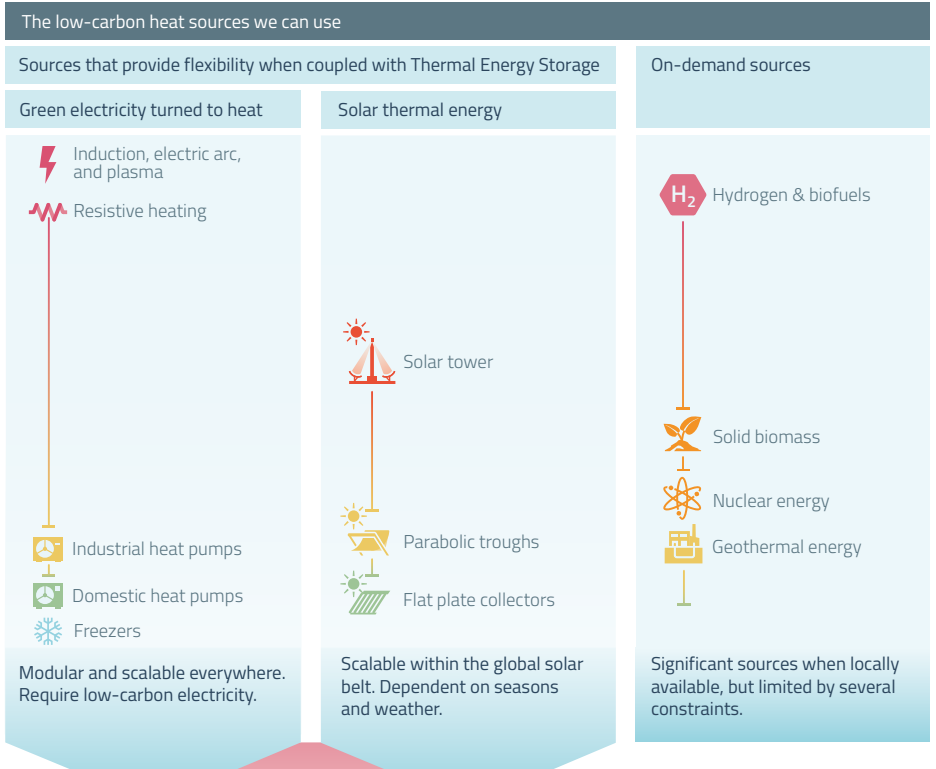 The low-carbon heat sources we can use
Sources that provide flexibility when coupled with Thermal Energy Storage
On-demand sources
Green electricity turned to heat
Solar thermal energy
Induction, electric arc,
and plasma
Resistive heating
Industrial heat pumps
Domestic heat pumps
Freezers
Modular and scalable everywhere.
Require low-carbon electricity.
Solar tower
Parabolic troughs
Flat plate collectors
Scalable within the global solar
belt. Dependent on seasons
and weather.
H₂
Hydrogen & biofuels
Solid biomass
Nuclear energy
Geothermal energy
Significant sources when locally
available, but limited by several
constraints.